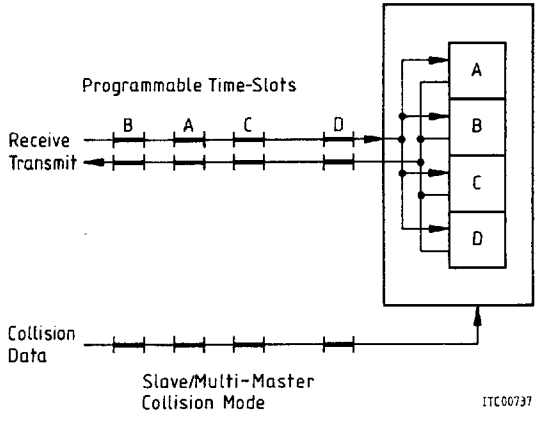 Programmable Time-Slots
B A C D
Receive
Transmit
A
B
C
D
Collision
Data
Slave/Multi-Master
Collision Mode
ITC00737